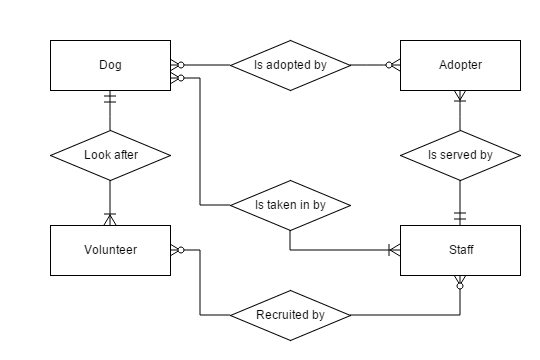 Dog
Is adopted by
Adopter
Look after
Is served by
Is taken in by
Volunteer
Staff
Recruited by